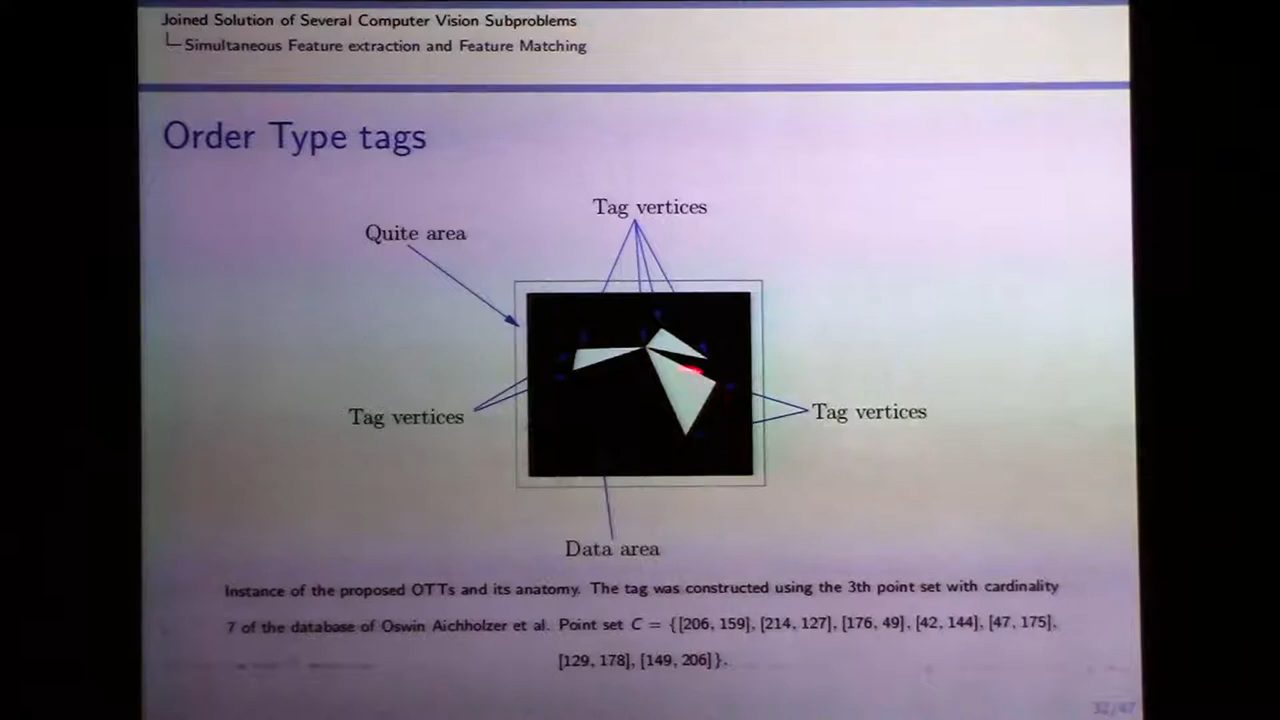 Joined Solution of Several Computer Vision Subproblems
Simultaneous Feature extraction and Feature Matching
Order Type tags
Tag vertices
Quite area
Tag vertices
Tag vertices
Data area
Instance of the proposed OTTs and its anatomy. The tag was constructed using the 3th point set with cardinality
7 of the database of Oswin Aichholzer et al. Point set C = {[206, 159], [214, 127], [176, 49], [42, 144], [47, 175],
[129, 178], [149, 206]}.
32/47